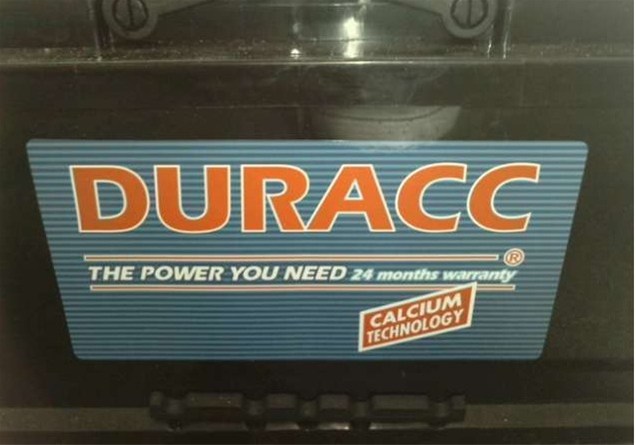 DURACC
®
THE POWER YOU NEED 24 months warranty
CALCIUM
TECHNOLOGY